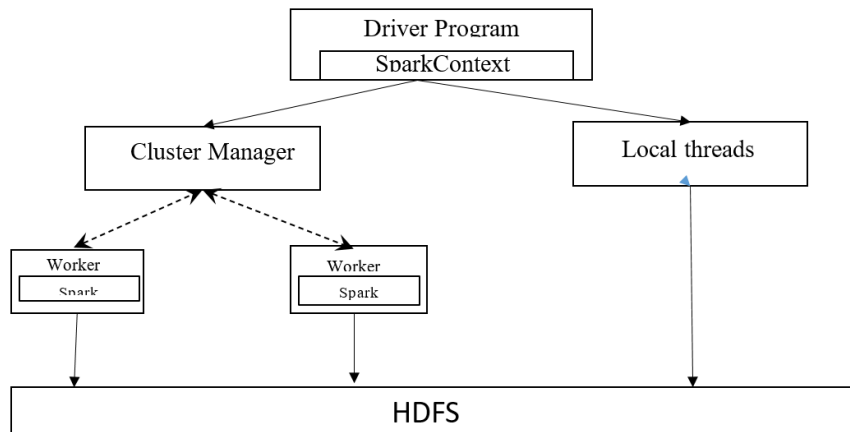 Driver Program
SparkContext
Cluster Manager
Local threads
Worker
Spark
Worker
Spark
HDFS